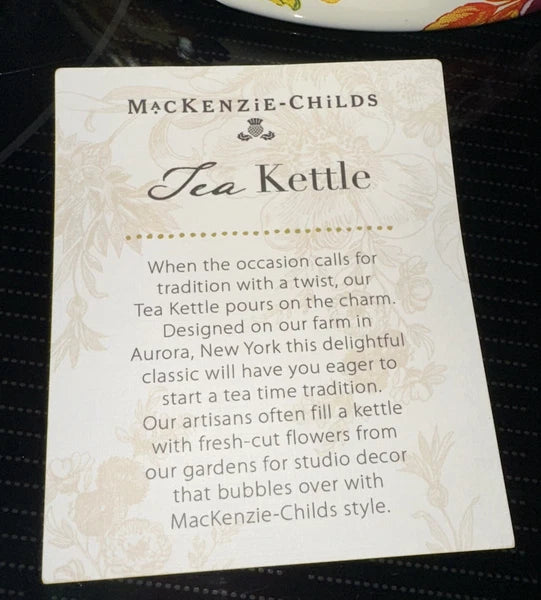 MACKENZiE-CHiLDS
Tea Kettle
When the occasion calls for
tradition with a twist, our
Tea Kettle pours on the charm.
Designed on our farm in
Aurora, New York this delightful
classic will have you eager to
start a tea time tradition.
Our artisans often fill a kettle
with fresh-cut flowers from
our gardens for studio decor
that bubbles over with
MacKenzie-Childs style.